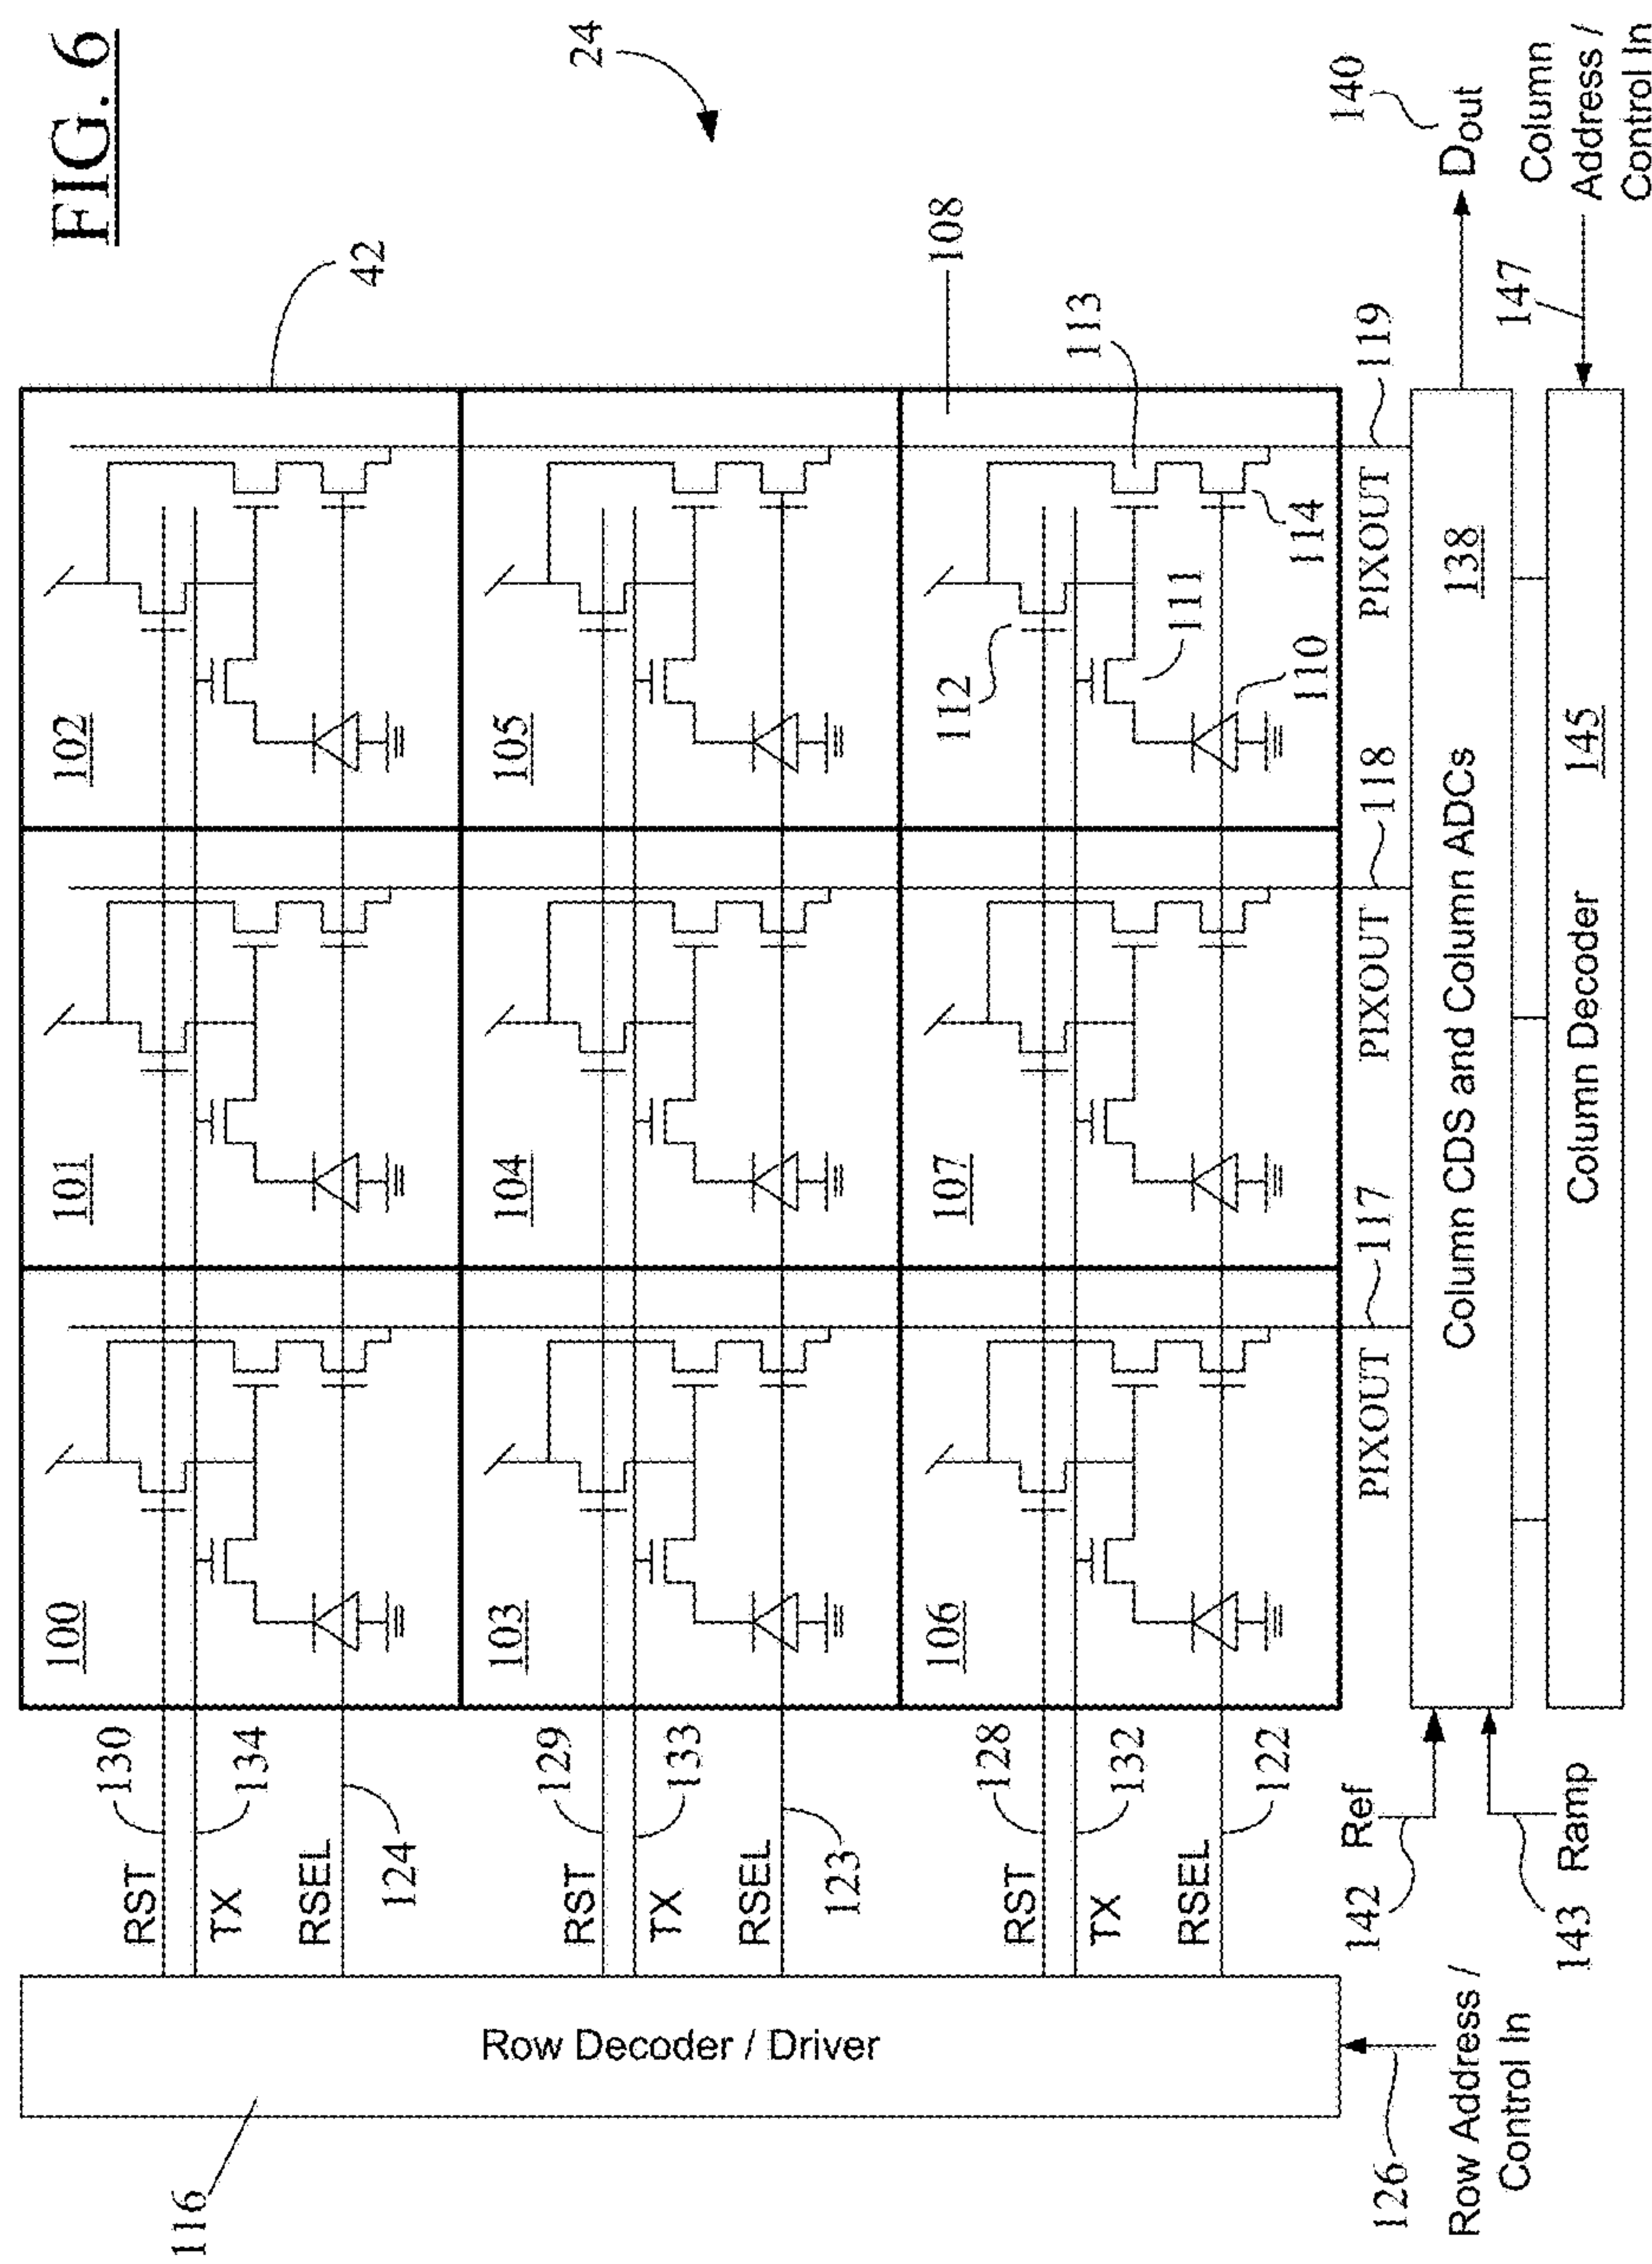 FIG. 6
24
116
Row Decoder / Driver
126
Row Address /
Control In
RST
130
TX
134
RSEL
124
RST
129
TX
133
RSEL
123
RST
128
TX
132
RSEL
122
42
100
101
102
103
104
105
106
107
108
110
111
112
113
114
PIXOUT
117
PIXOUT
118
PIXOUT
119
142
Ref
143
Ramp
Column CDS and Column ADCs
138
140
Dout
Column Decoder
145
147
Column
Address /
Control In